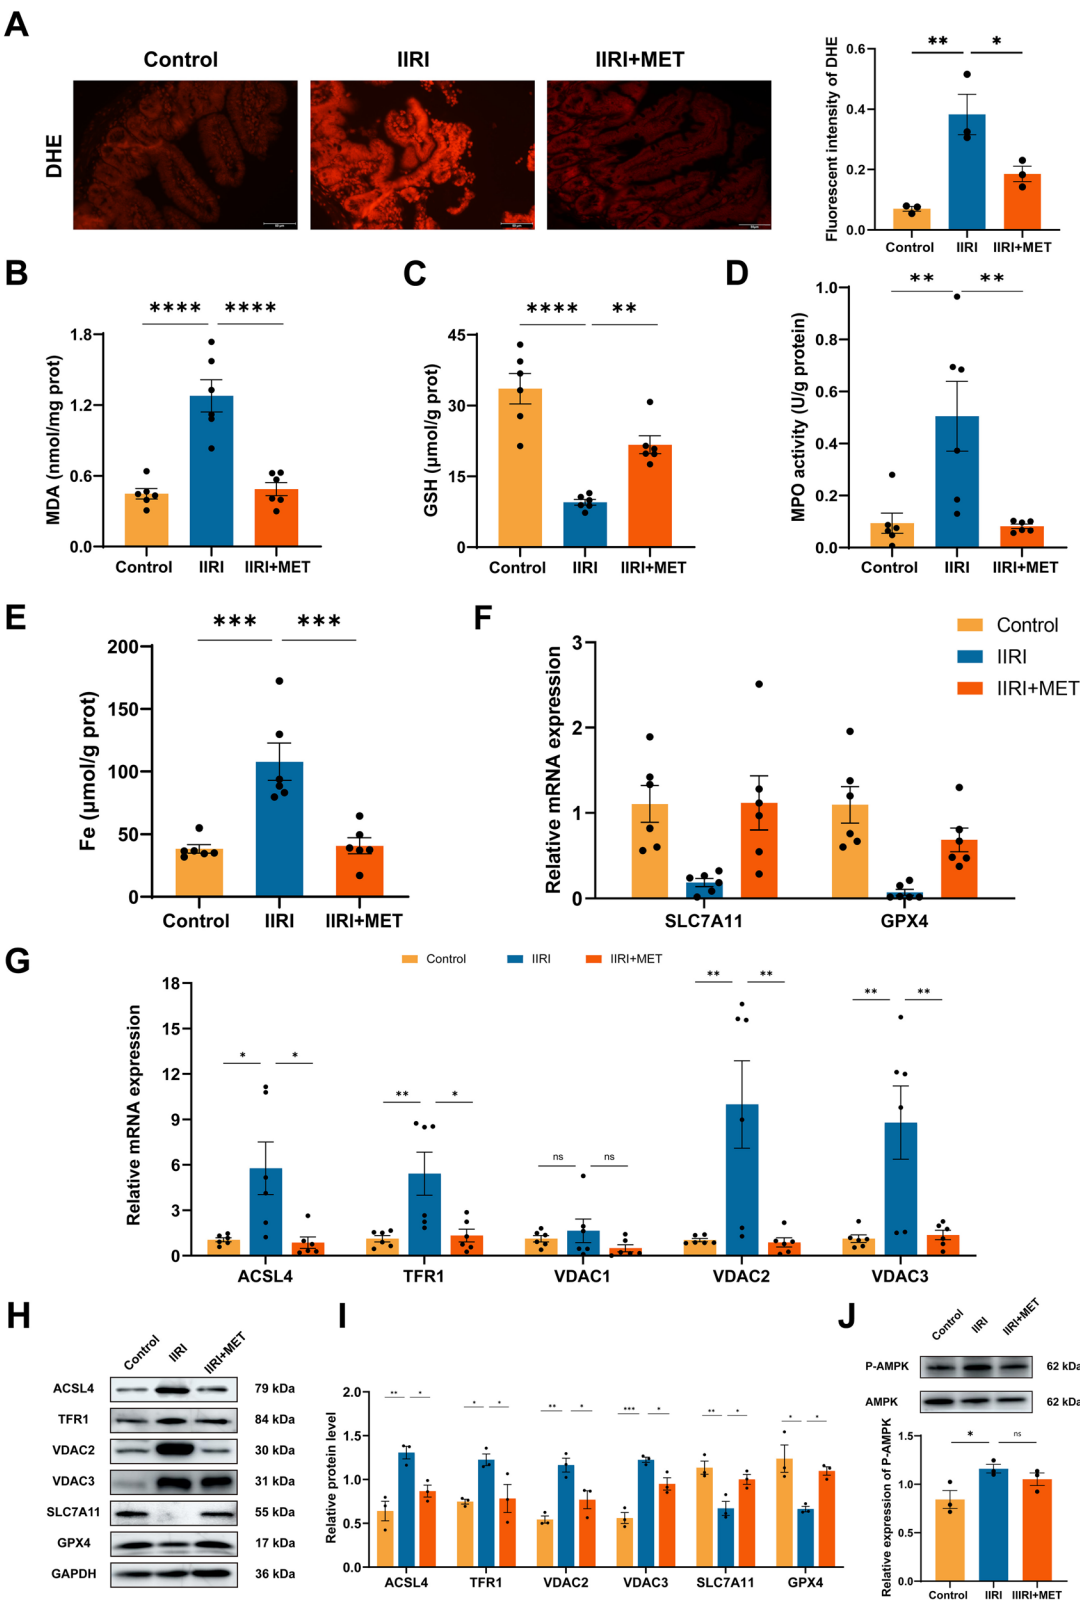 A
Control
IIRI
IIRI+MET
DHE
Fluorescent intensity of DHE
0.6
0.4
0.2
0.0
** *
Control IIRI IIRI+MET
B
MDA (nmol/mg prot)
1.8
1.2
0.6
0.0
**** ****
Control IIRI IIRI+MET
C
GSH (μmol/g prot)
45
30
15
0
**** **
Control IIRI IIRI+MET
D
MPO activity (U/g protein)
1.0
0.8
0.6
0.4
0.2
0.0
** **
Control IIRI IIRI+MET
E
Fe (μmol/g prot)
200
150
100
50
0
*** ***
Control IIRI IIRI+MET
F
Relative mRNA expression
3
2
1
0
SLC7A11 GPX4
Control
IIRI
IIRI+MET
G
Control IIRI IIRI+MET
Relative mRNA expression
18
15
12
9
6
3
0
* *
** *
ns ns
** **
** **
ACSL4 TFR1 VDAC1 VDAC2 VDAC3
H
Control IIRI IIRI+MET
ACSL4 79 kDa
TFR1 84 kDa
VDAC2 30 kDa
VDAC3 31 kDa
SLC7A11 55 kDa
GPX4 17 kDa
GAPDH 36 kDa
I
Relative protein level
2.0
1.5
1.0
0.5
0.0
** *
* *
** *
*** *
** *
* *
ACSL4 TFR1 VDAC2 VDAC3 SLC7A11 GPX4
J
Control IIRI IIRI+MET
P-AMPK 62 kDa
AMPK 62 kDa
Relative expression of P-AMPK
1.5
1.0
0.5
0.0
* ns
Control IIRI IIIRI+MET